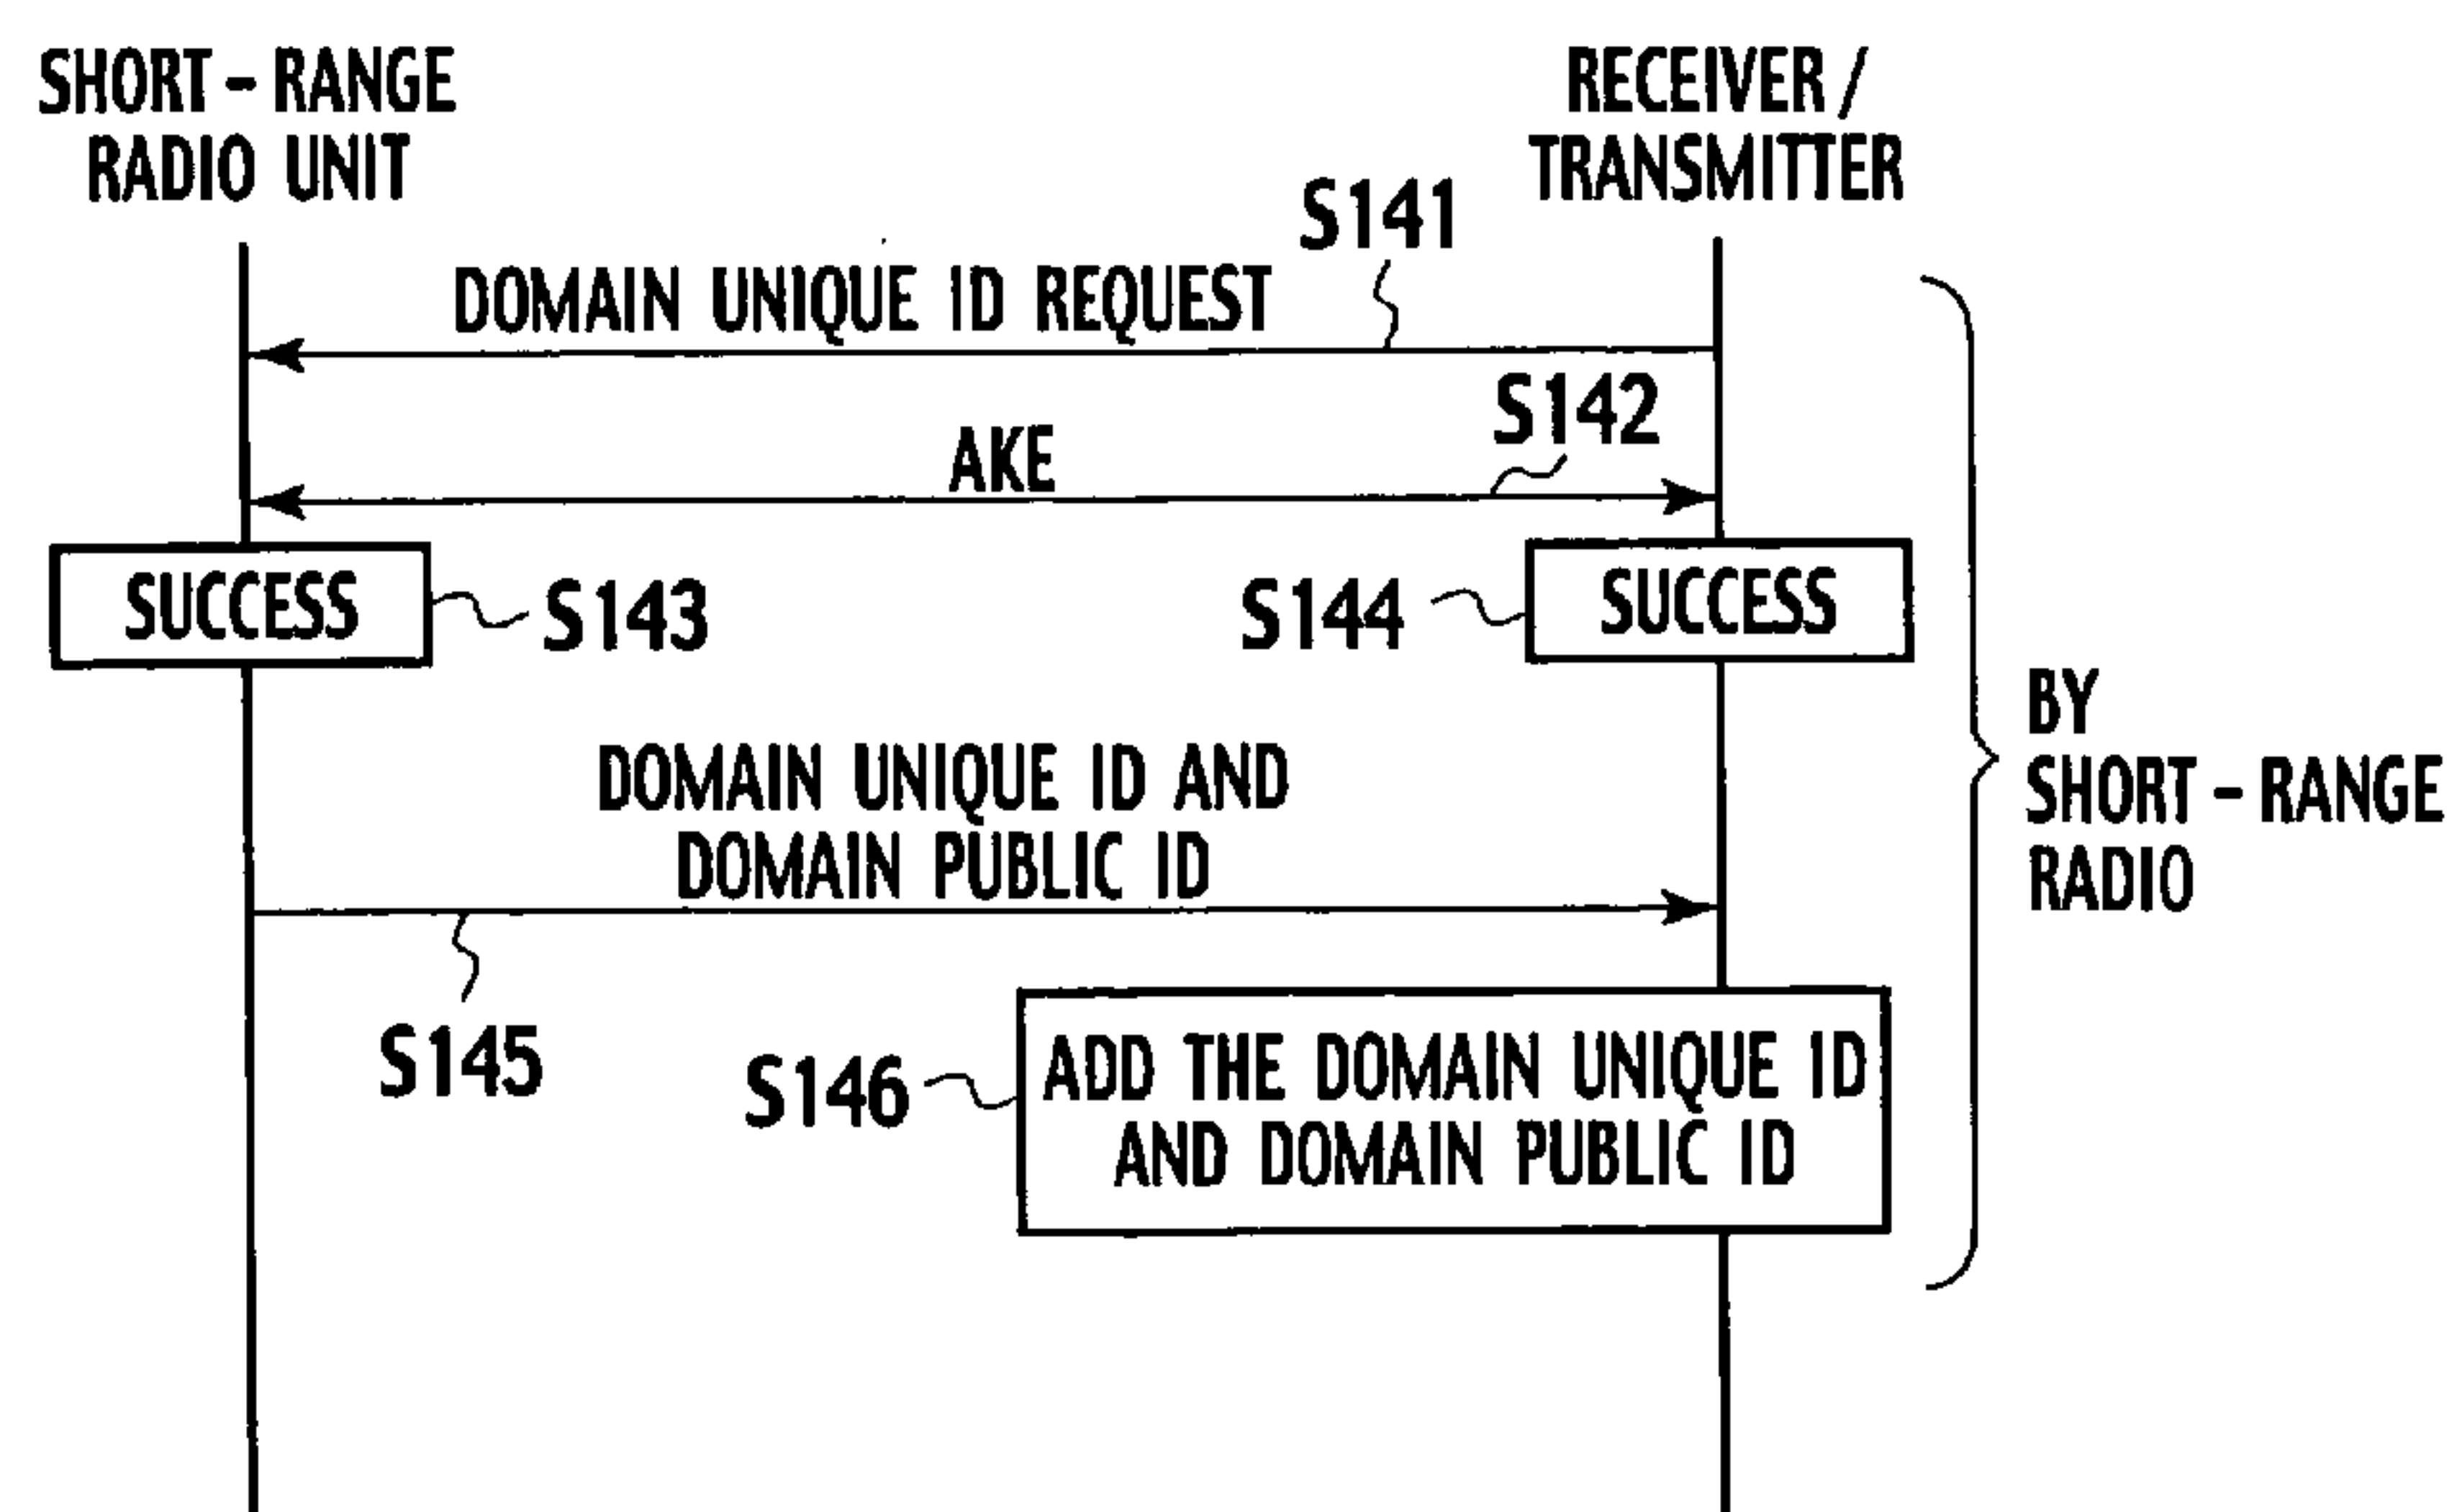 SHORT-RANGE
RADIO UNIT
RECEIVER/
TRANSMITTER
S141
DOMAIN UNIQUE ID REQUEST
S142
AKE
SUCCESS
S143
S144
SUCCESS
BY
SHORT-RANGE
RADIO
DOMAIN UNIQUE ID AND
DOMAIN PUBLIC ID
S145
S146
ADD THE DOMAIN UNIQUE ID
AND DOMAIN PUBLIC ID